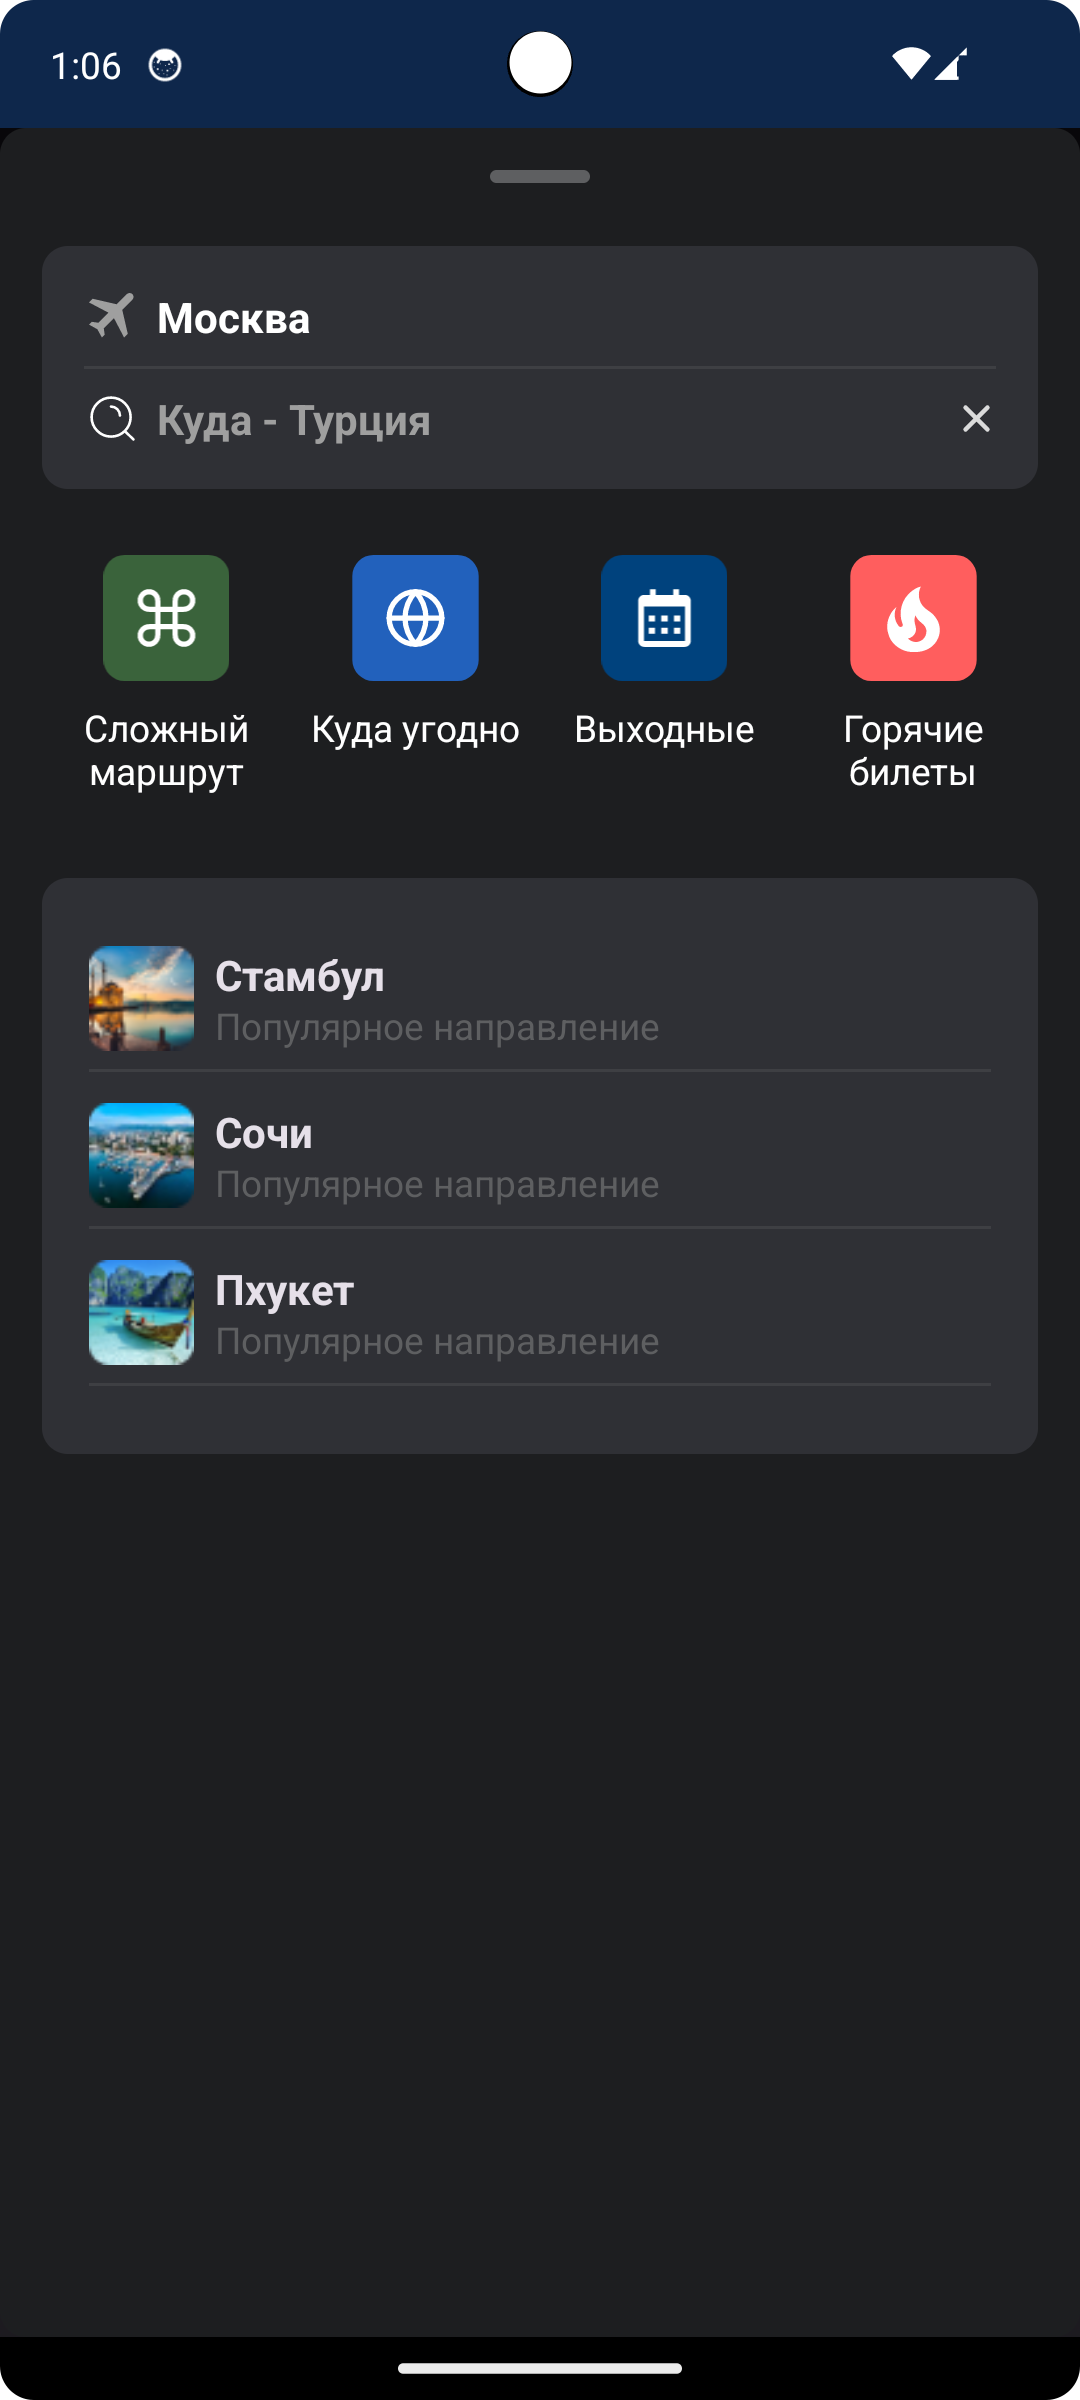 1:06
Москва
Куда - Турция
Сложный
маршрут
Куда угодно
Выходные
Горячие
билеты
Стамбул
Популярное направление
Сочи
Популярное направление
Пхукет
Популярное направление